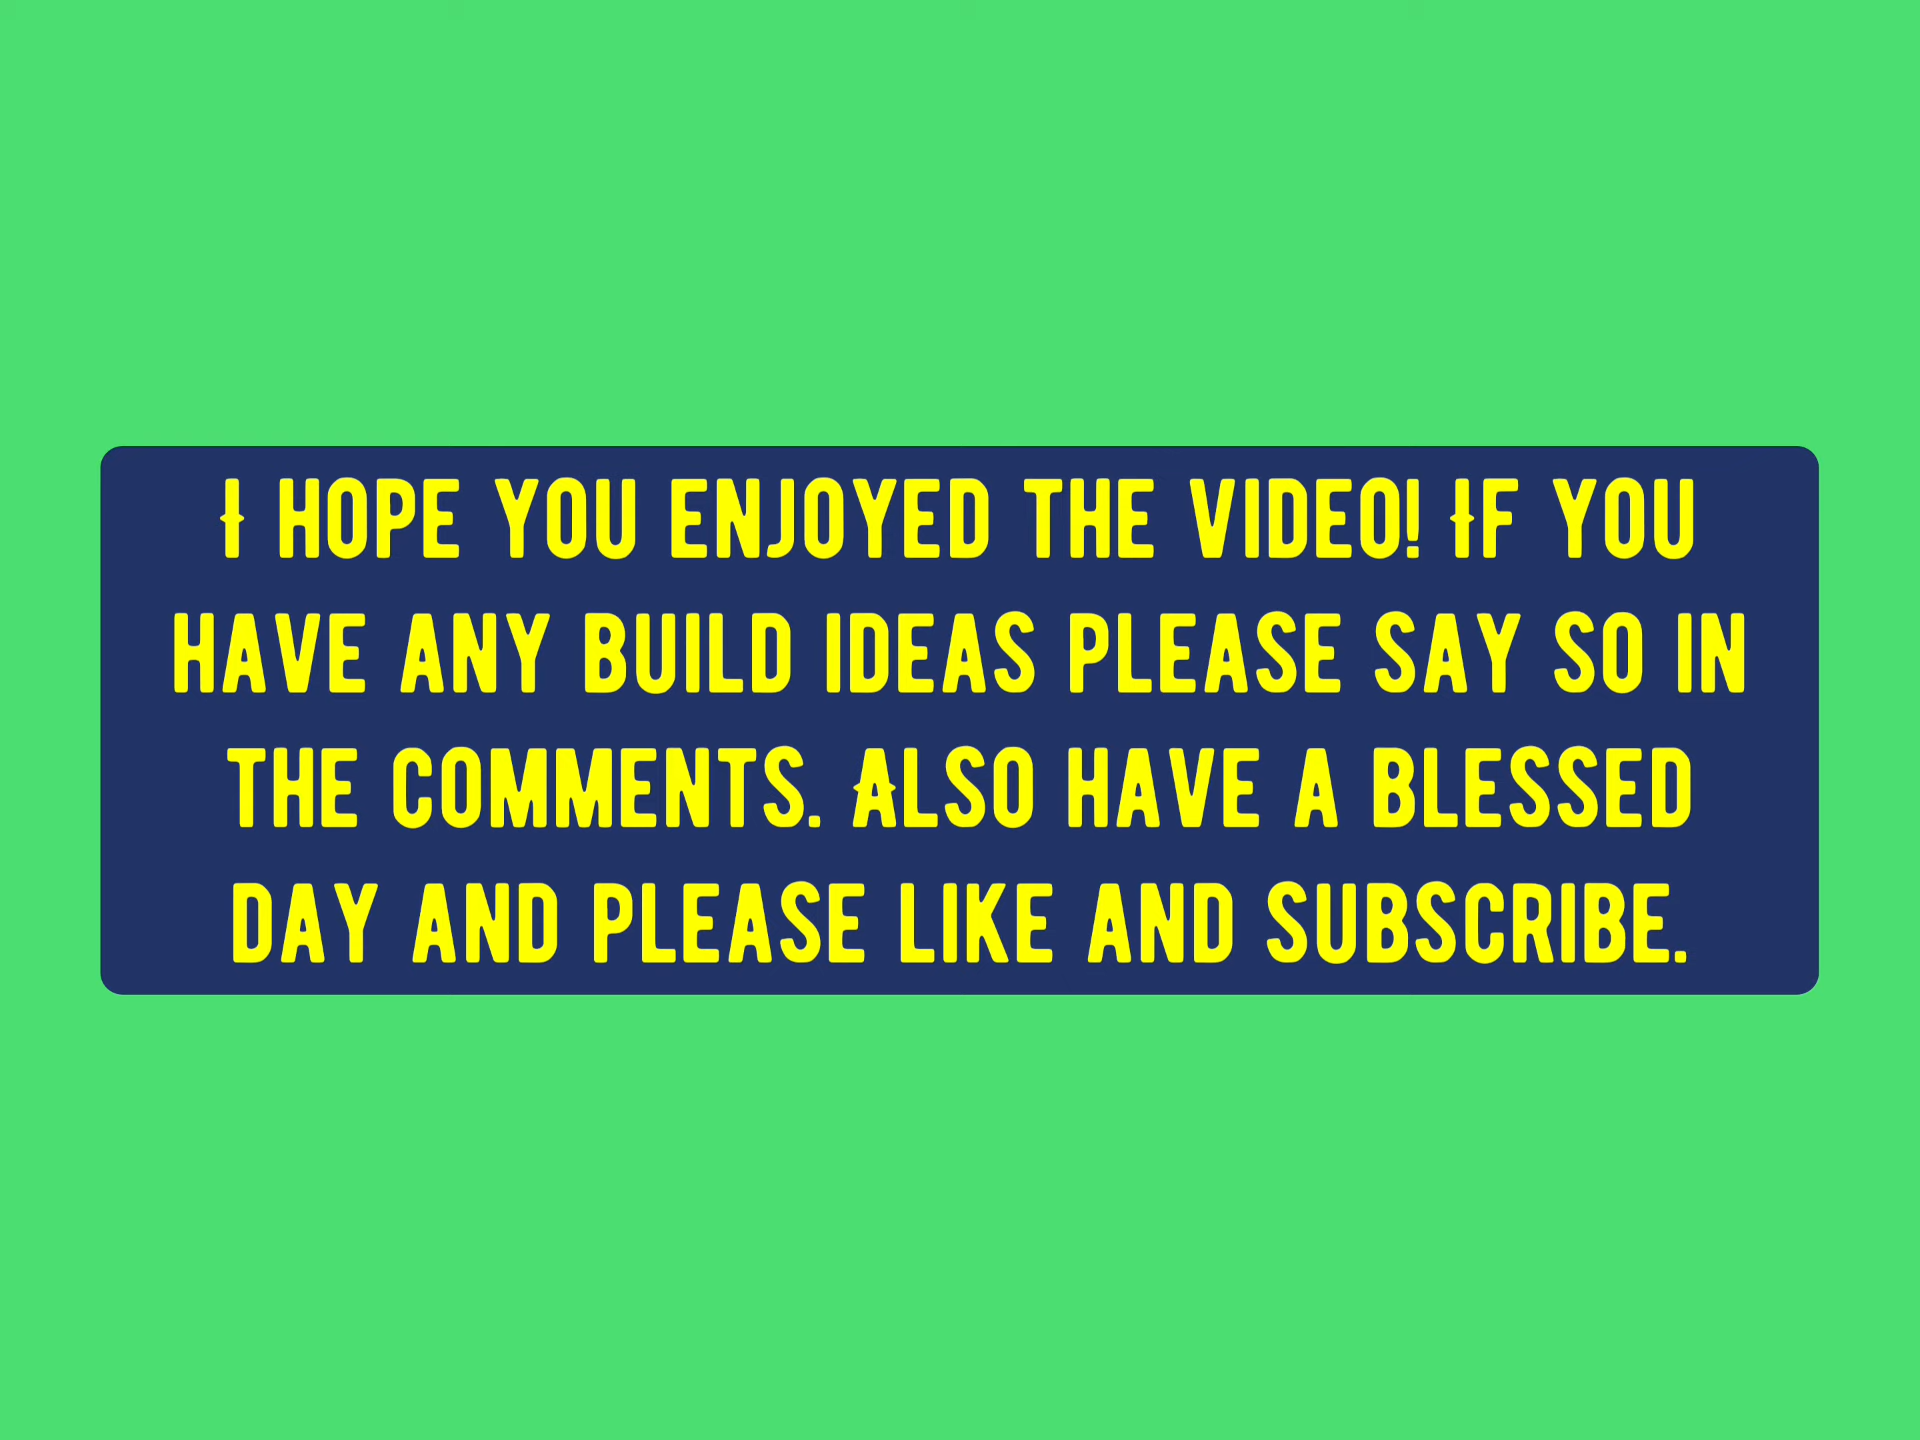 I hope you enjoyed the video! If you
have any build ideas please say so in
the comments. Also have a blessed
day and please like and subscribe.